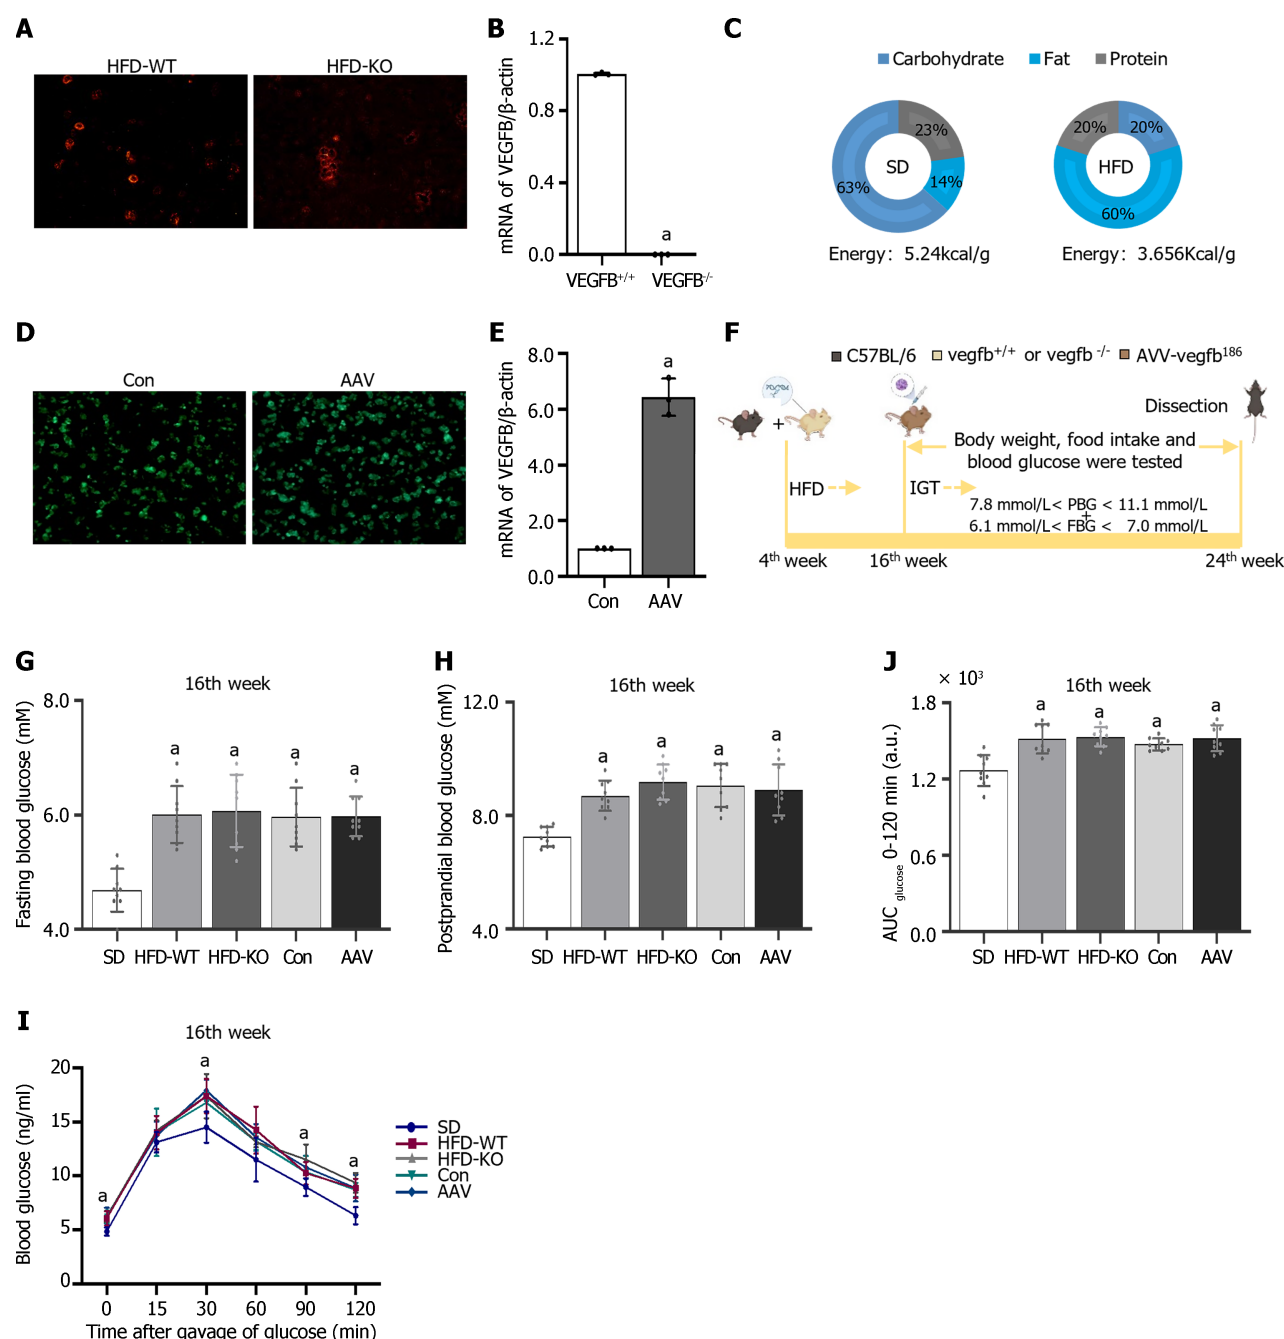 A
HFD-WT
HFD-KO
B
mRNA of VEGFB/β-actin
1.2
0.8
0.4
0.0
a
VEGFB+/+
VEGFB-/-
C
Carbohydrate
Fat
Protein
23%
14%
63%
SD
Energy: 5.24kcal/g
20%
20%
60%
HFD
Energy: 3.656Kcal/g
D
Con
AAV
E
mRNA of VEGFB/β-actin
8.0
6.0
4.0
2.0
0.0
a
Con
AAV
F
C57BL/6
vegfb+/+ or vegfb -/-
AVV-vegfb186
+
Dissection
Body weight, food intake and
blood glucose were tested
HFD
IGT
7.8 mmol/L< PBG < 11.1 mmol/L
+
6.1 mmol/L< FBG < 7.0 mmol/L
4th week
16th week
24th week
G
16th week
Fasting blood glucose (mM)
8.0
6.0
4.0
a
a
a
a
SD
HFD-WT
HFD-KO
Con
AAV
H
16th week
Postprandial blood glucose (mM)
12.0
8.0
4.0
a
a
a
a
SD
HFD-WT
HFD-KO
Con
AAV
J
× 10³
16th week
AUC glucose 0-120 min (a.u.)
1.8
1.2
0.6
0.0
a
a
a
a
SD
HFD-WT
HFD-KO
Con
AAV
I
16th week
Blood glucose (ng/ml)
20
15
10
5
0
a
a
a
a
SD
HFD-WT
HFD-KO
Con
AAV
0
15
30
60
90
120
Time after gavage of glucose (min)